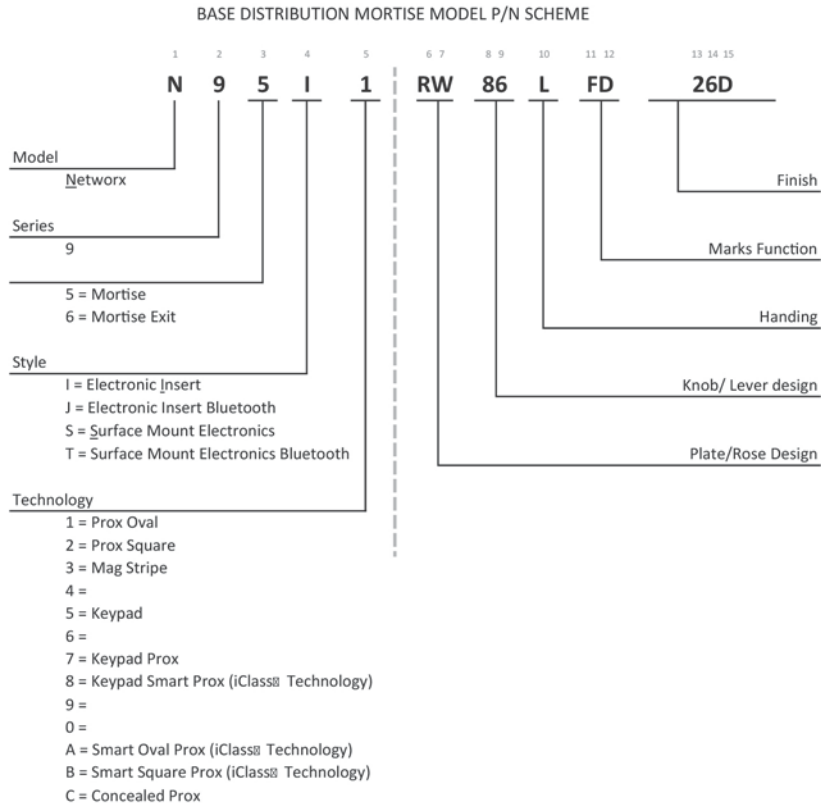 BASE DISTRIBUTION MORTISE MODEL P/N SCHEME
1 2 3 4 5 6 7 8 9 10 11 12 13 14 15
N 9 5 I 1 RW 86 L FD 26D
Model
Networx
Finish
Series
9
Marks Function
5 = Mortise
6 = Mortise Exit
Handing
Style
I = Electronic Insert
J = Electronic Insert Bluetooth
Knob/ Lever design
S = Surface Mount Electronics
T = Surface Mount Electronics Bluetooth
Plate/Rose Design
Technology
1 = Prox Oval
2 = Prox Square
3 = Mag Stripe
4 =
5 = Keypad
6 =
7 = Keypad Prox
8 = Keypad Smart Prox (iClass Technology)
9 =
0 =
A = Smart Oval Prox (iClass Technology)
B = Smart Square Prox (iClass Technology)
C = Concealed Prox